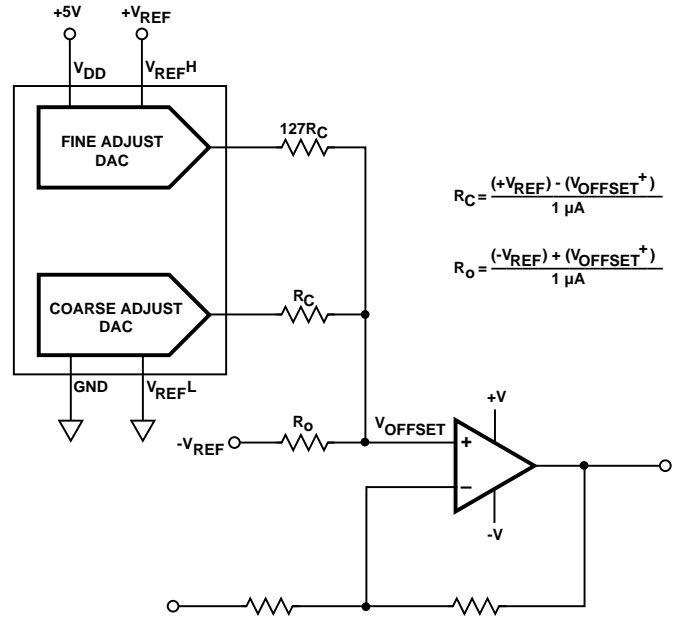 +5V
+VREF
VDD
VREFH
FINE ADJUST
DAC
127RC
RC = (+VREF) - (VOFFSET+)
1 µA
Ro = (-VREF) + (VOFFSET+)
1 µA
COARSE ADJUST
DAC
RC
GND
VREFL
-VREF
Ro
VOFFSET
+V
+
−
-V